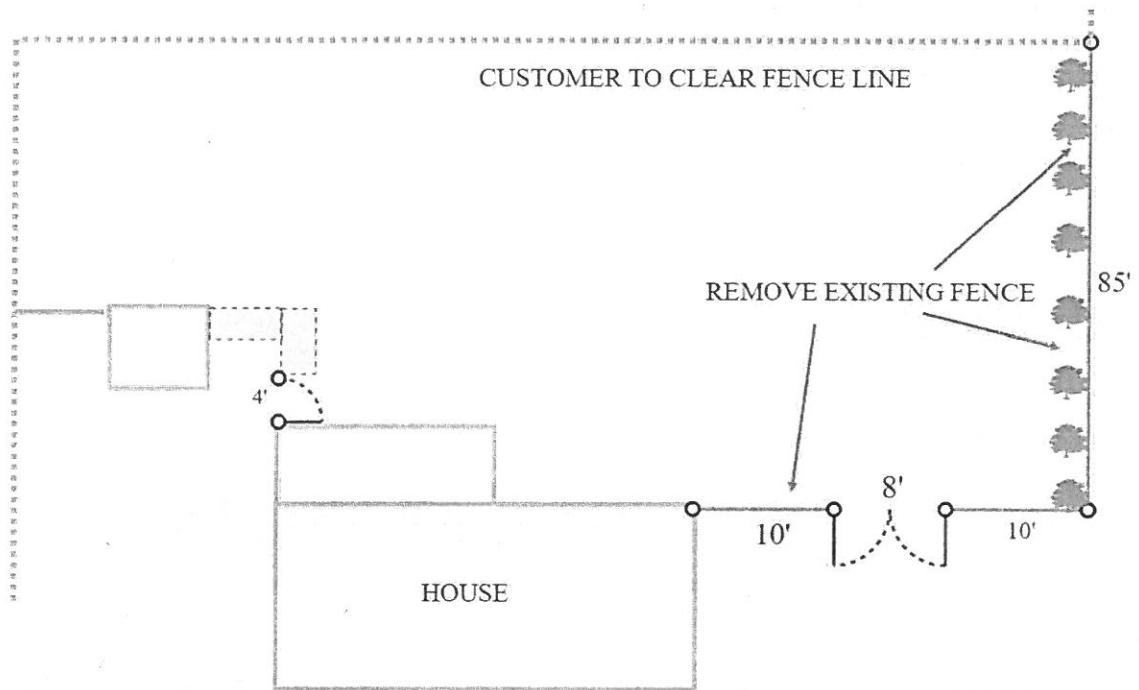 CUSTOMER TO CLEAR FENCE LINE
85'
REMOVE EXISTING FENCE
4'
8'
10'
10'
HOUSE